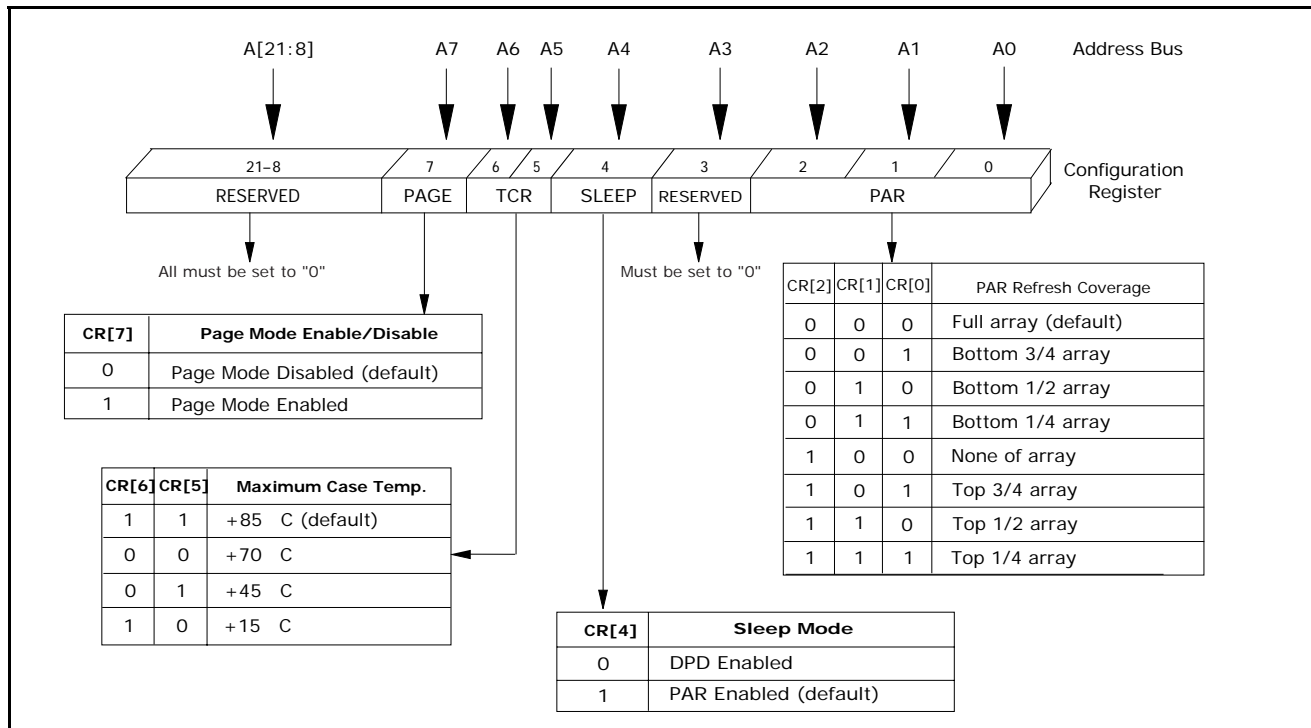 A[21:8] A7 A6 A5 A4 A3 A2 A1 A0 Address Bus
21–8 7 6 5 4 3 2 1 0
Configuration
Register
RESERVED PAGE TCR SLEEP RESERVED PAR
All must be set to "0"
Must be set to "0"
CR[7] Page Mode Enable/Disable
0 Page Mode Disabled (default)
1 Page Mode Enabled
CR[2] CR[1] CR[0] PAR Refresh Coverage
0 0 0 Full array (default)
0 0 1 Bottom 3/4 array
0 1 0 Bottom 1/2 array
0 1 1 Bottom 1/4 array
1 0 0 None of array
1 0 1 Top 3/4 array
1 1 0 Top 1/2 array
1 1 1 Top 1/4 array
CR[6] CR[5] Maximum Case Temp.
1 1 +85 C (default)
0 0 +70 C
0 1 +45 C
1 0 +15 C
CR[4] Sleep Mode
0 DPD Enabled
1 PAR Enabled (default)